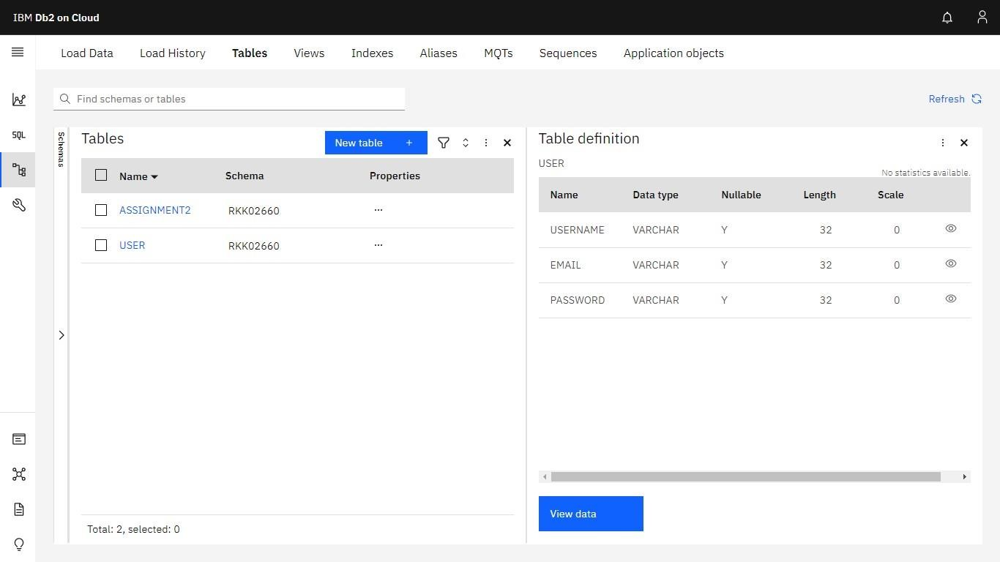 IBM Db2 on Cloud
Load Data Load History Tables Views Indexes Aliases MQTs Sequences Application objects
SQL
Find schemas or tables
Refresh
Schemas
Tables
New table +
Name Schema Properties
ASSIGNMENT2 RKK02660 ...
USER RKK02660 ...
Total: 2, selected: 0
Table definition
USER
No statistics available.
Name Data type Nullable Length Scale
USERNAME VARCHAR Y 32 0
EMAIL VARCHAR Y 32 0
PASSWORD VARCHAR Y 32 0
View data